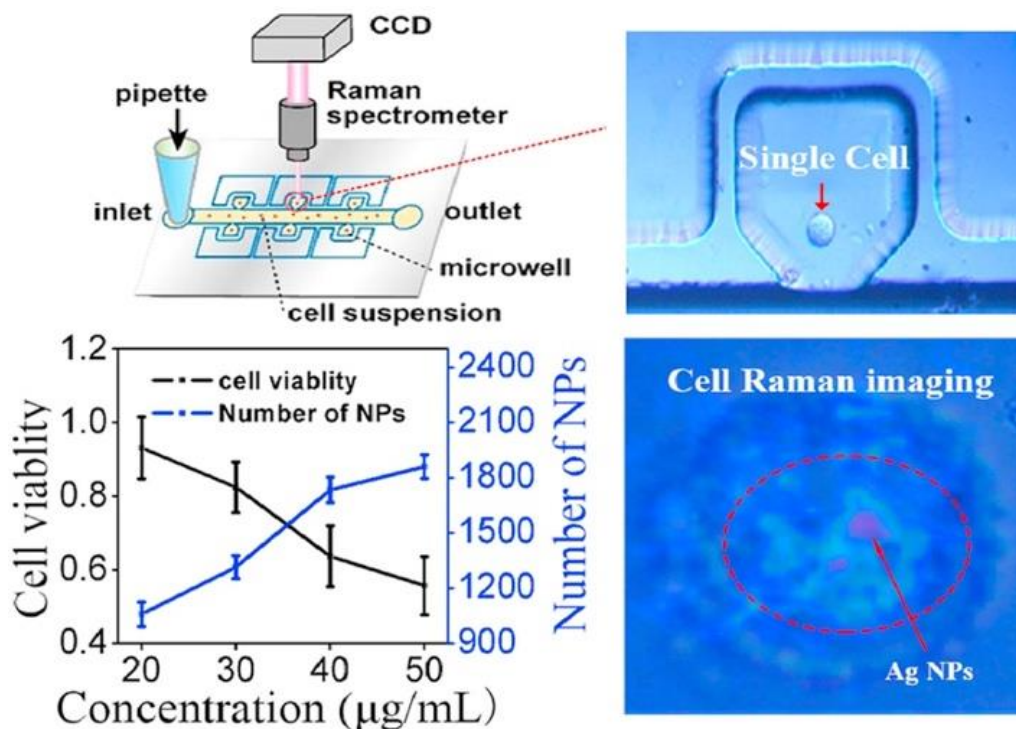 CCD
Raman
spectrometer
pipette
inlet
outlet
microwell
cell suspension
Single Cell
1.2
1.0
0.8
0.6
0.4
Cell viablity
cell viablity
Number of NPs
2400
2100
1800
1500
1200
900
Number of NPs
20 30 40 50
Concentration (μg/mL)
Cell Raman imaging
Ag NPs